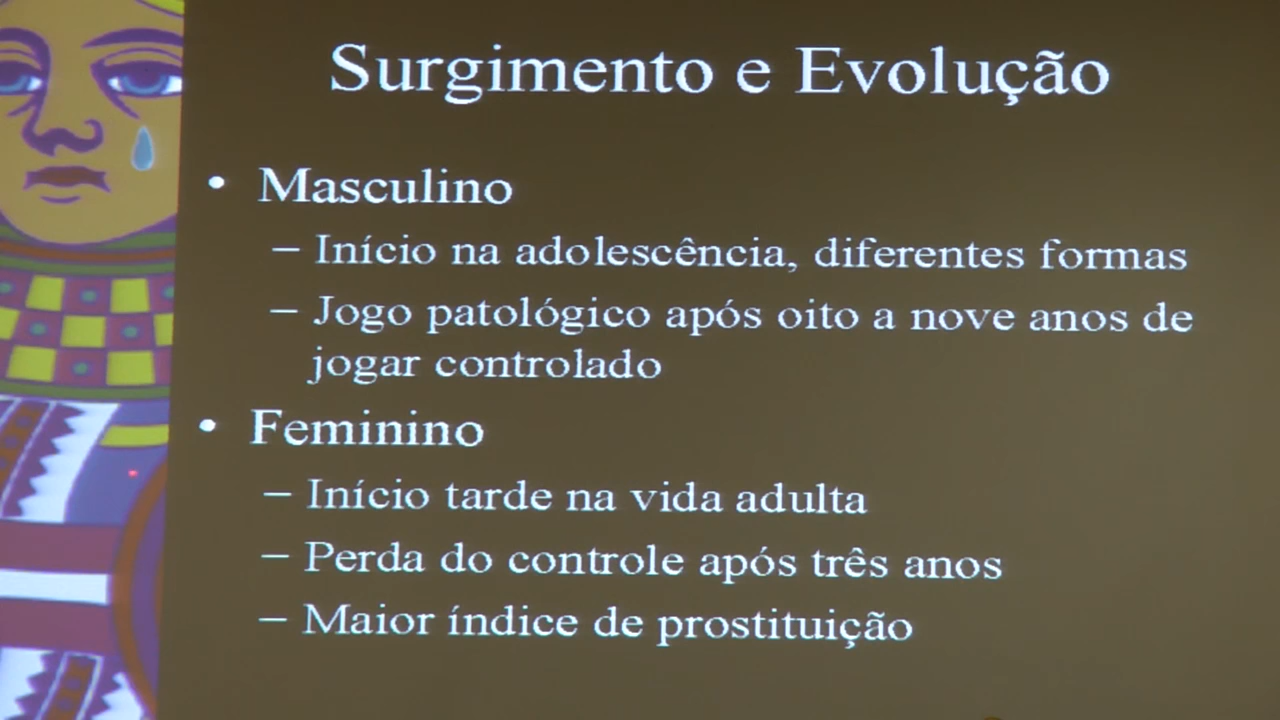 Surgimento e Evolução
• Masculino
– Início na adolescência, diferentes formas
– Jogo patológico após oito a nove anos de
jogar controlado
• Feminino
– Início tarde na vida adulta
– Perda do controle após três anos
– Maior índice de prostituição